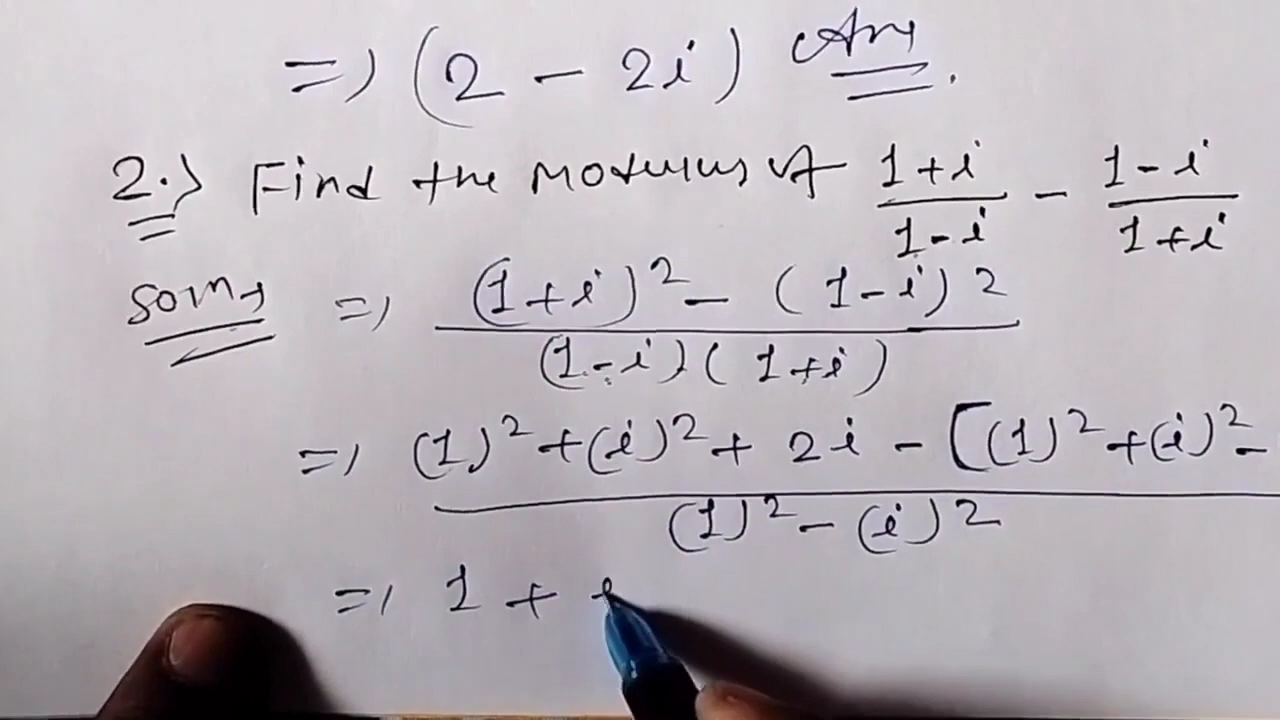 =) (2 - 2i) Ans.
2.) Find the Modulus of (1+i)/(1-i) - (1-i)/(1+i)
Soln, =) ((1+i)² - (1-i)²)/((1-i)(1+i))
=) ((1)² + (i)² + 2i - [(1)² + (i)² -)/((1)² - (i)²)
=) 1 +